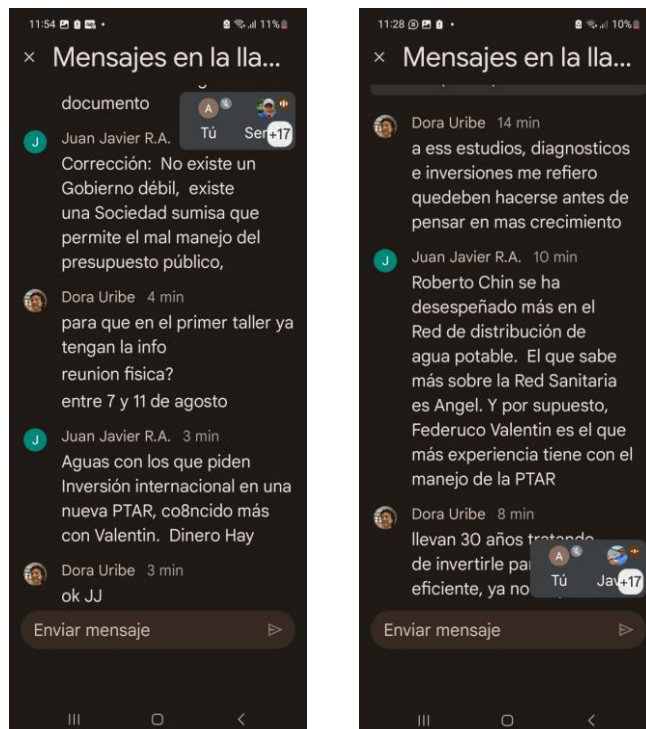 11:54
11%
× Mensajes en la lla...
documento
Tú
+17
J
Juan Javier R.A.
Corrección: No existe un
Gobierno débil, existe
una Sociedad sumisa que
permite el mal manejo del
presupuesto público,
Dora Uribe 4 min
para que en el primer taller ya
tengan la info
reunion fisica?
entre 7 y 11 de agosto
J
Juan Javier R.A. 3 min
Aguas con los que piden
Inversión internacional en una
nueva PTAR, co8ncido más
con Valentin. Dinero Hay
Dora Uribe 3 min
ok JJ
Enviar mensaje
11:28
10%
× Mensajes en la lla...
Dora Uribe 14 min
a ess estudios, diagnosticos
e inversiones me refiero
quedeben hacerse antes de
pensar en mas crecimiento
J
Juan Javier R.A. 10 min
Roberto Chin se ha
desespeñado más en el
Red de distribución de
agua potable. El que sabe
más sobre la Red Sanitaria
es Angel. Y por supuesto,
Federuco Valentin es el que
más experiencia tiene con el
manejo de la PTAR
Dora Uribe 8 min
llevan 30 años
de invertirle
eficiente, ya no
A
Tú
+17
Enviar mensaje